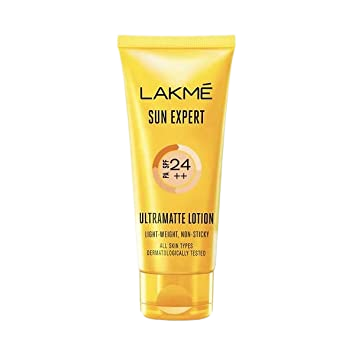 LAKMÉ
SUN EXPERT
PA SPF 24 ++
ULTRAMATTE LOTION
LIGHT-WEIGHT, NON-STICKY
ALL SKIN TYPES
DERMATOLOGICALLY TESTED